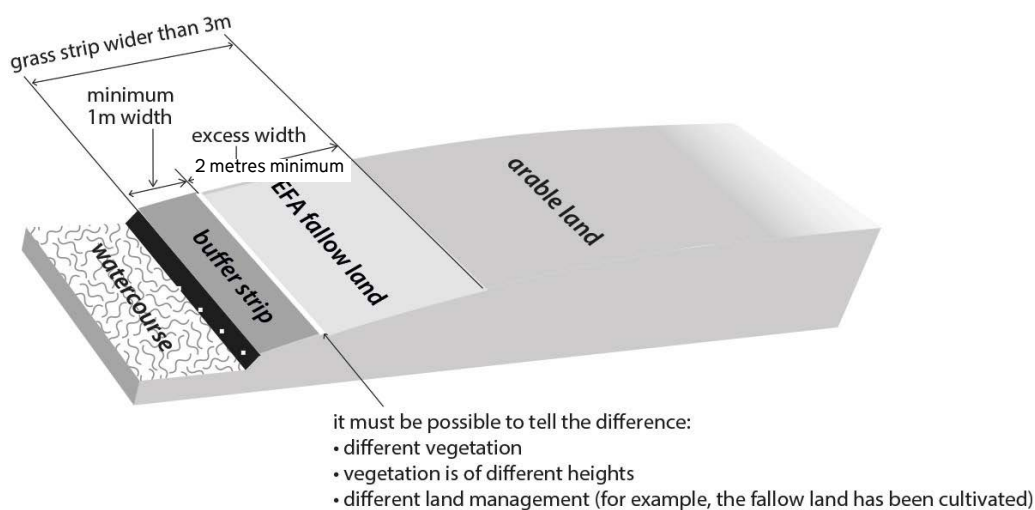 grass strip wider than 3m
minimum
1m width
excess width
2 metres minimum
watercourse
buffer strip
EFA fallow land
arable land
it must be possible to tell the difference:
• different vegetation
• vegetation is of different heights
• different land management (for example, the fallow land has been cultivated)